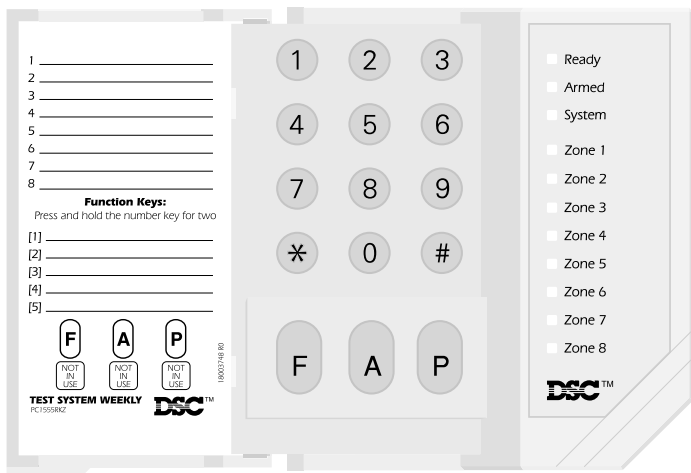 1
2
3
4
5
6
7
8
Function Keys:
Press and hold the number key for two
[1]
[2]
[3]
[4]
[5]
F A P
NOT IN USE NOT IN USE NOT IN USE
TEST SYSTEM WEEKLY
PC1555RKZ
DSC™
18003748 R0
1 2 3
4 5 6
7 8 9
* 0 #
F A P
Ready
Armed
System
Zone 1
Zone 2
Zone 3
Zone 4
Zone 5
Zone 6
Zone 7
Zone 8
DSC™